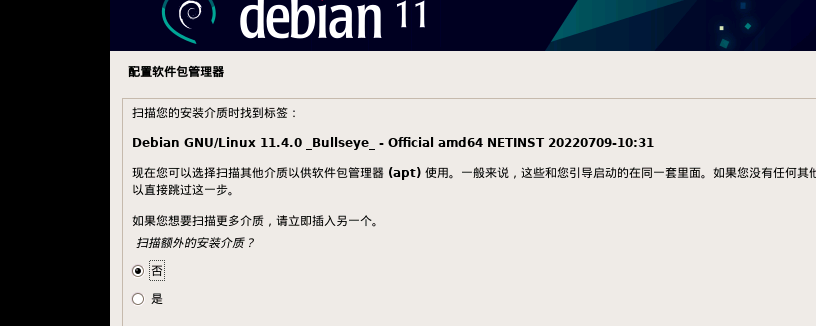 debian 11
配置软件包管理器
扫描您的安装介质时找到标签：
Debian GNU/Linux 11.4.0 _Bullseye_ - Official amd64 NETINST 20220709-10:31
现在您可以选择扫描其他介质以供软件包管理器 (apt) 使用。一般来说，这些和您引导启动的在同一套里面。如果您没有任何其他
以直接跳过这一步。
如果您想要扫描更多介质，请立即插入另一个。
扫描额外的安装介质？
否
是